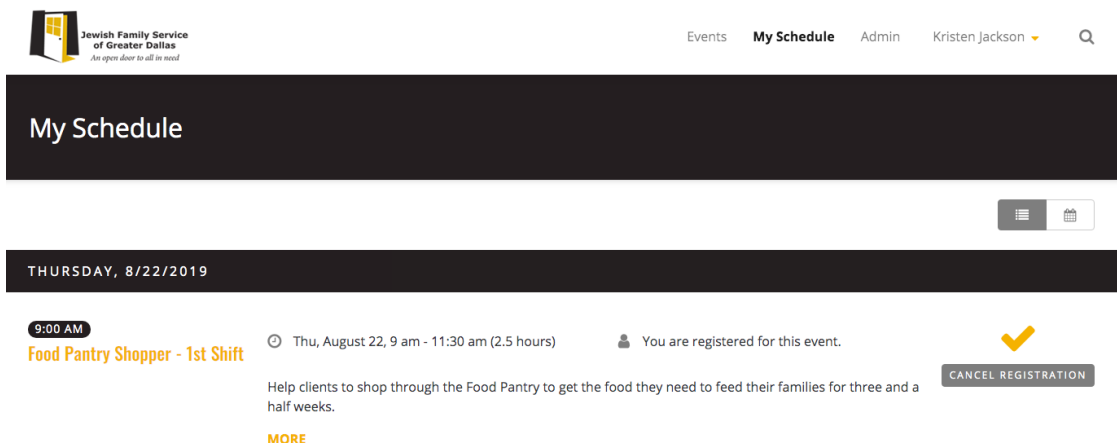 Jewish Family Service
of Greater Dallas
An open door to all in need
Events My Schedule Admin Kristen Jackson
My Schedule
THURSDAY, 8/22/2019
9:00 AM
Food Pantry Shopper - 1st Shift
Thu, August 22, 9 am - 11:30 am (2.5 hours)
You are registered for this event.
Help clients to shop through the Food Pantry to get the food they need to feed their families for three and a
half weeks.
MORE
CANCEL REGISTRATION